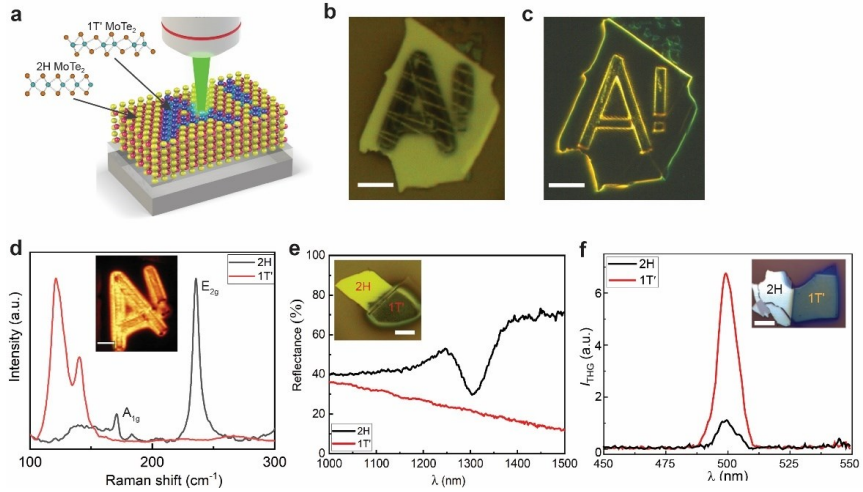 a
1T' MoTe2
2H MoTe2
b
A!
c
A!
d
2H
1T'
A!
E2g
A1g
Intensity (a.u.)
100
200
300
Raman shift (cm-1)
e
100
80
60
40
20
0
Reflectance (%)
2H
1T'
2H
1T'
1000
1100
1200
1300
1400
1500
λ (nm)
f
2H
1T'
2H
1T'
6
4
2
0
ITHG (a.u.)
450
475
500
525
550
λ (nm)